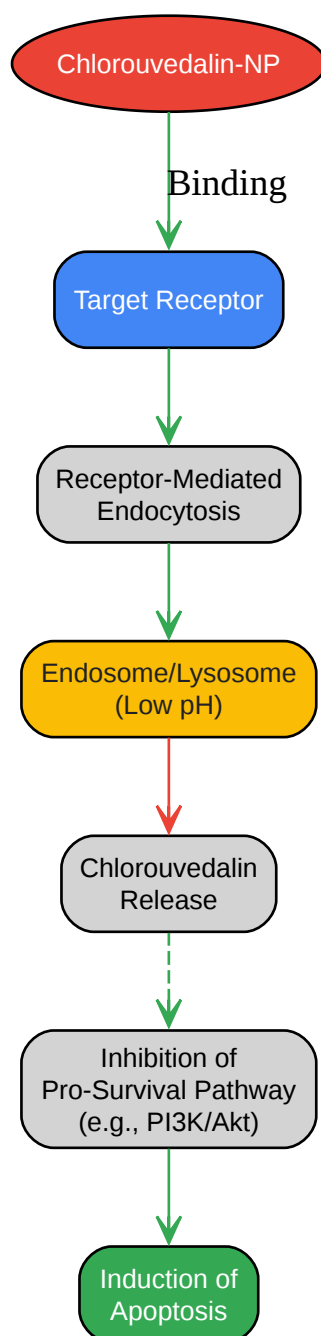 Chlorouvedalin-NP
Binding
Target Receptor
Receptor-Mediated
Endocytosis
Endosome/Lysosome
(Low pH)
Chlorouvedalin
Release
Inhibition of
Pro-Survival Pathway
(e.g., PI3K/Akt)
Induction of
Apoptosis